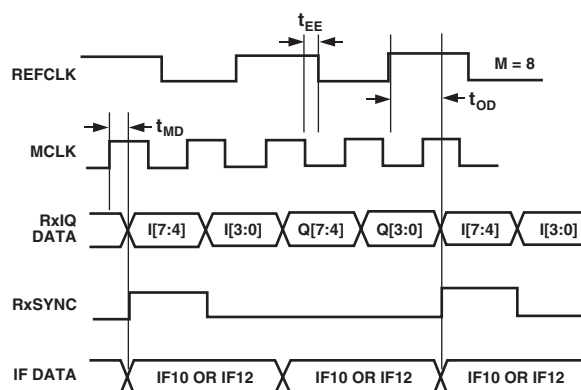 tEE
REFCLK
M = 8
tOD
tMD
MCLK
RxIQ
DATA
I[7:4] I[3:0] Q[7:4] Q[3:0] I[7:4] I[3:0]
RxSYNC
IF DATA
IF10 OR IF12 IF10 OR IF12 IF10 OR IF12